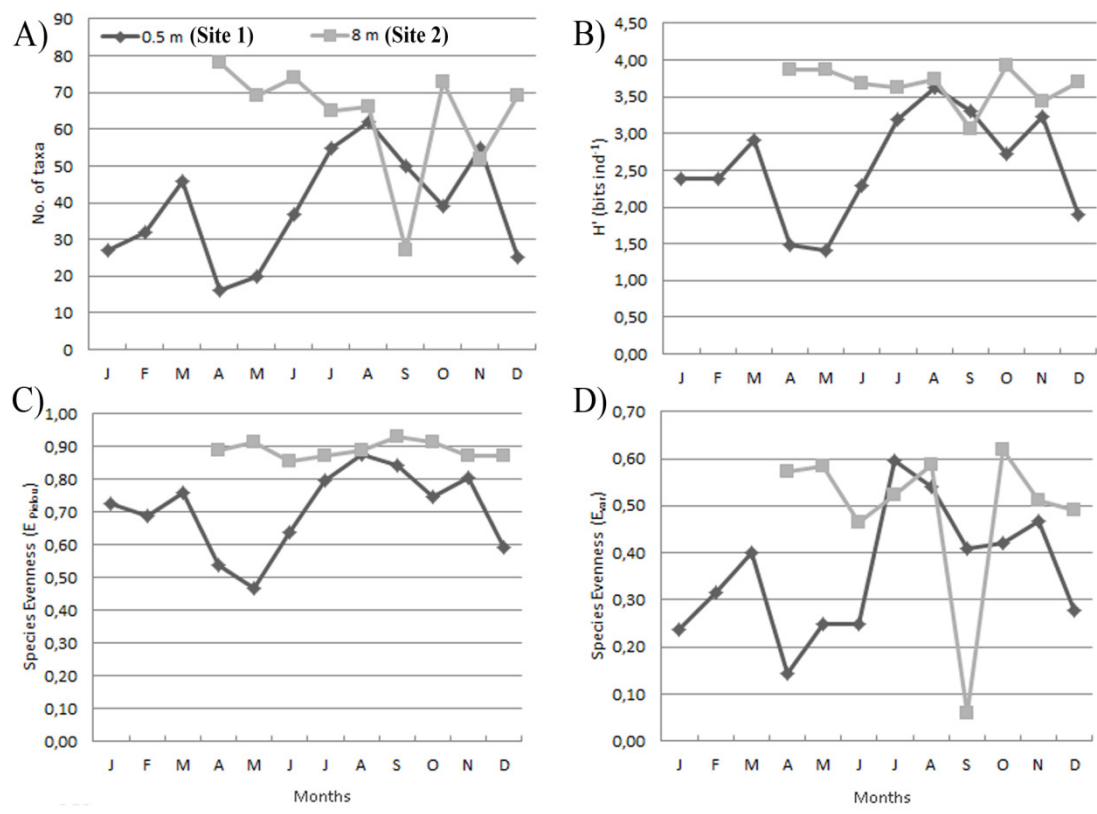 A)
0.5 m (Site 1) 8 m (Site 2)
No. of taxa
90
80
70
60
50
40
30
20
10
0
J F M A M J J A S O N D
B)
H' (bits ind-1)
4,50
4,00
3,50
3,00
2,50
2,00
1,50
1,00
0,50
0,00
J F M A M J J A S O N D
C)
Species Evenness (E Pielou)
1,00
0,90
0,80
0,70
0,60
0,50
0,40
0,30
0,20
0,10
0,00
J F M A M J J A S O N D
Months
D)
Species Evenness (Evar)
0,70
0,60
0,50
0,40
0,30
0,20
0,10
0,00
J F M A M J J A S O N D
Months